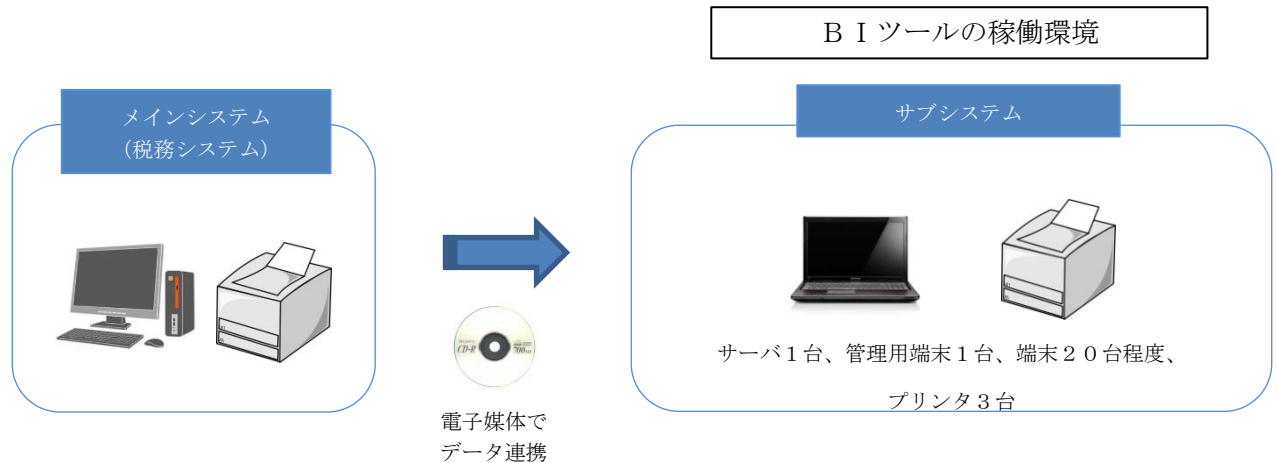 ＢＩツールの稼働環境
メインシステム
（税務システム）
サブシステム
CD-R
700
サーバ１台、管理用端末１台、端末２０台程度、
プリンタ３台
電子媒体で
データ連携